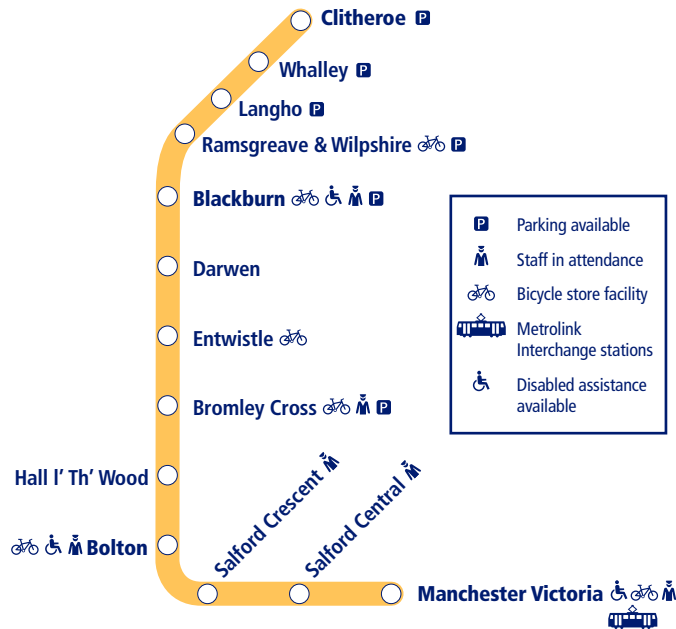 Clitheroe P
Whalley P
Langho P
Ramsgreave & Wilpshire P
Blackburn P
Darwen
Entwistle
Bromley Cross P
Hall I' Th' Wood
Bolton
Salford Crescent
Salford Central
Manchester Victoria
P Parking available
Staff in attendance
Bicycle store facility
Metrolink
Interchange stations
Disabled assistance
available